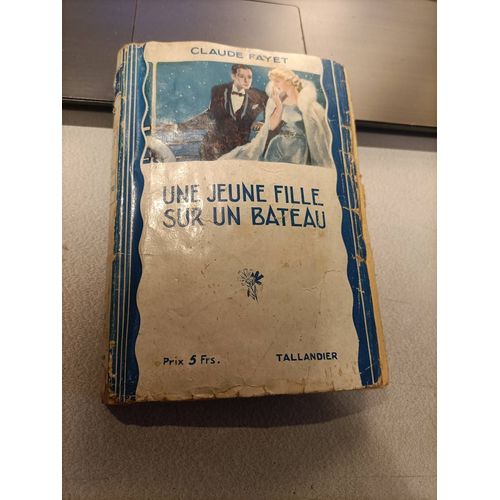 CLAUDE FAYET
UNE JEUNE FILLE
SUR UN BATEAU
Prix 5 Frs.
TALLANDIER